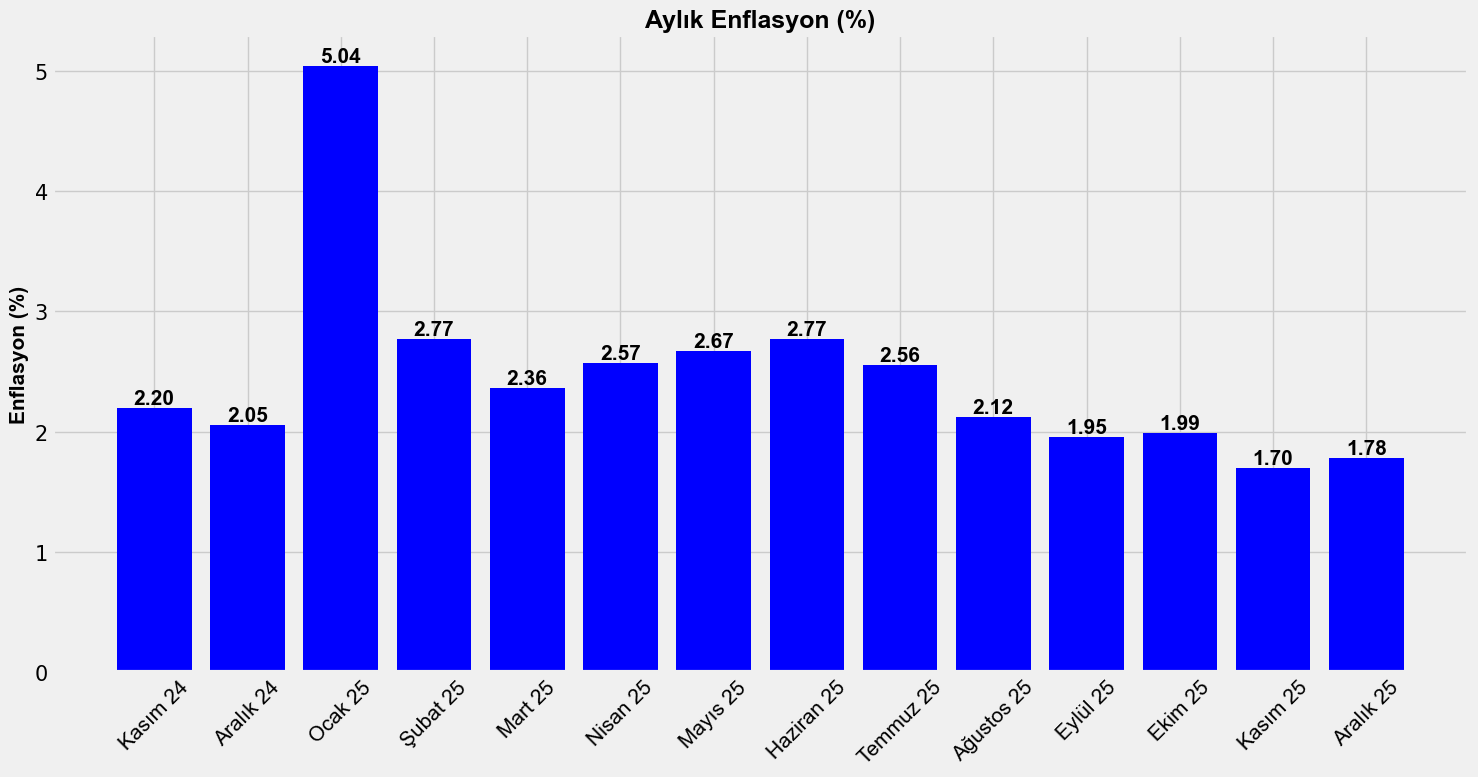 Aylık Enflasyon (%)
Enflasyon (%)
5
4
3
2
1
0
2.20
2.05
5.04
2.77
2.36
2.57
2.67
2.77
2.56
2.12
1.95
1.99
1.70
1.78
Kasım 24
Aralık 24
Ocak 25
Şubat 25
Mart 25
Nisan 25
Mayıs 25
Haziran 25
Temmuz 25
Ağustos 25
Eylül 25
Ekim 25
Kasım 25
Aralık 25